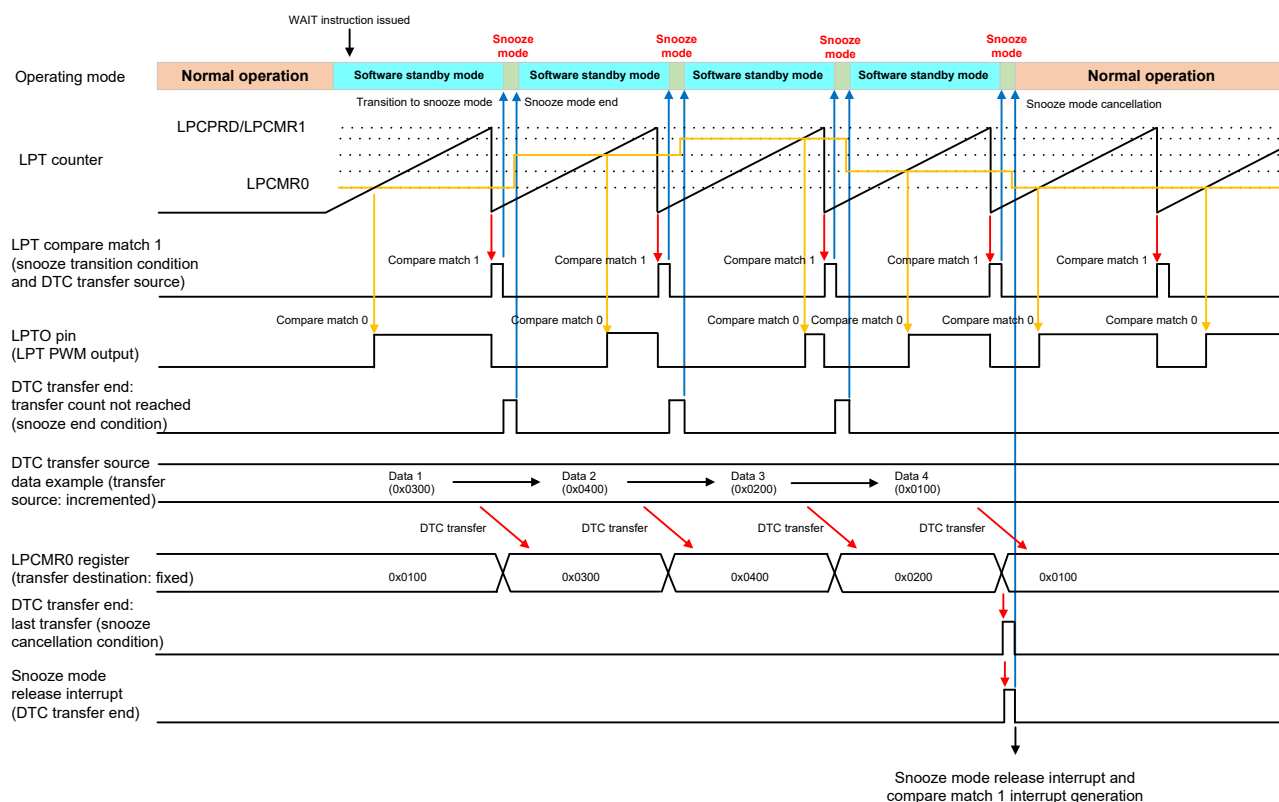 WAIT instruction issued
Snooze
mode
Snooze
mode
Snooze
mode
Snooze
mode
Operating mode
Normal operation
Software standby mode
Software standby mode
Software standby mode
Software standby mode
Normal operation
Transition to snooze mode
Snooze mode end
Snooze mode cancellation
LPCPRD/LPCMR1
LPT counter
LPCMR0
LPT compare match 1
(snooze transition condition
and DTC transfer source)
Compare match 1
Compare match 1
Compare match 1
Compare match 1
Compare match 1
LPTO pin
(LPT PWM output)
Compare match 0
Compare match 0
Compare match 0
Compare match 0
Compare match 0
Compare match 0
DTC transfer end:
transfer count not reached
(snooze end condition)
DTC transfer source
data example (transfer
source: incremented)
Data 1
(0x0300)
Data 2
(0x0400)
Data 3
(0x0200)
Data 4
(0x0100)
DTC transfer
DTC transfer
DTC transfer
DTC transfer
LPCMR0 register
(transfer destination: fixed)
0x0100
0x0300
0x0400
0x0200
0x0100
DTC transfer end:
last transfer (snooze
cancellation condition)
Snooze mode
release interrupt
(DTC transfer end)
Snooze mode release interrupt and
compare match 1 interrupt generation